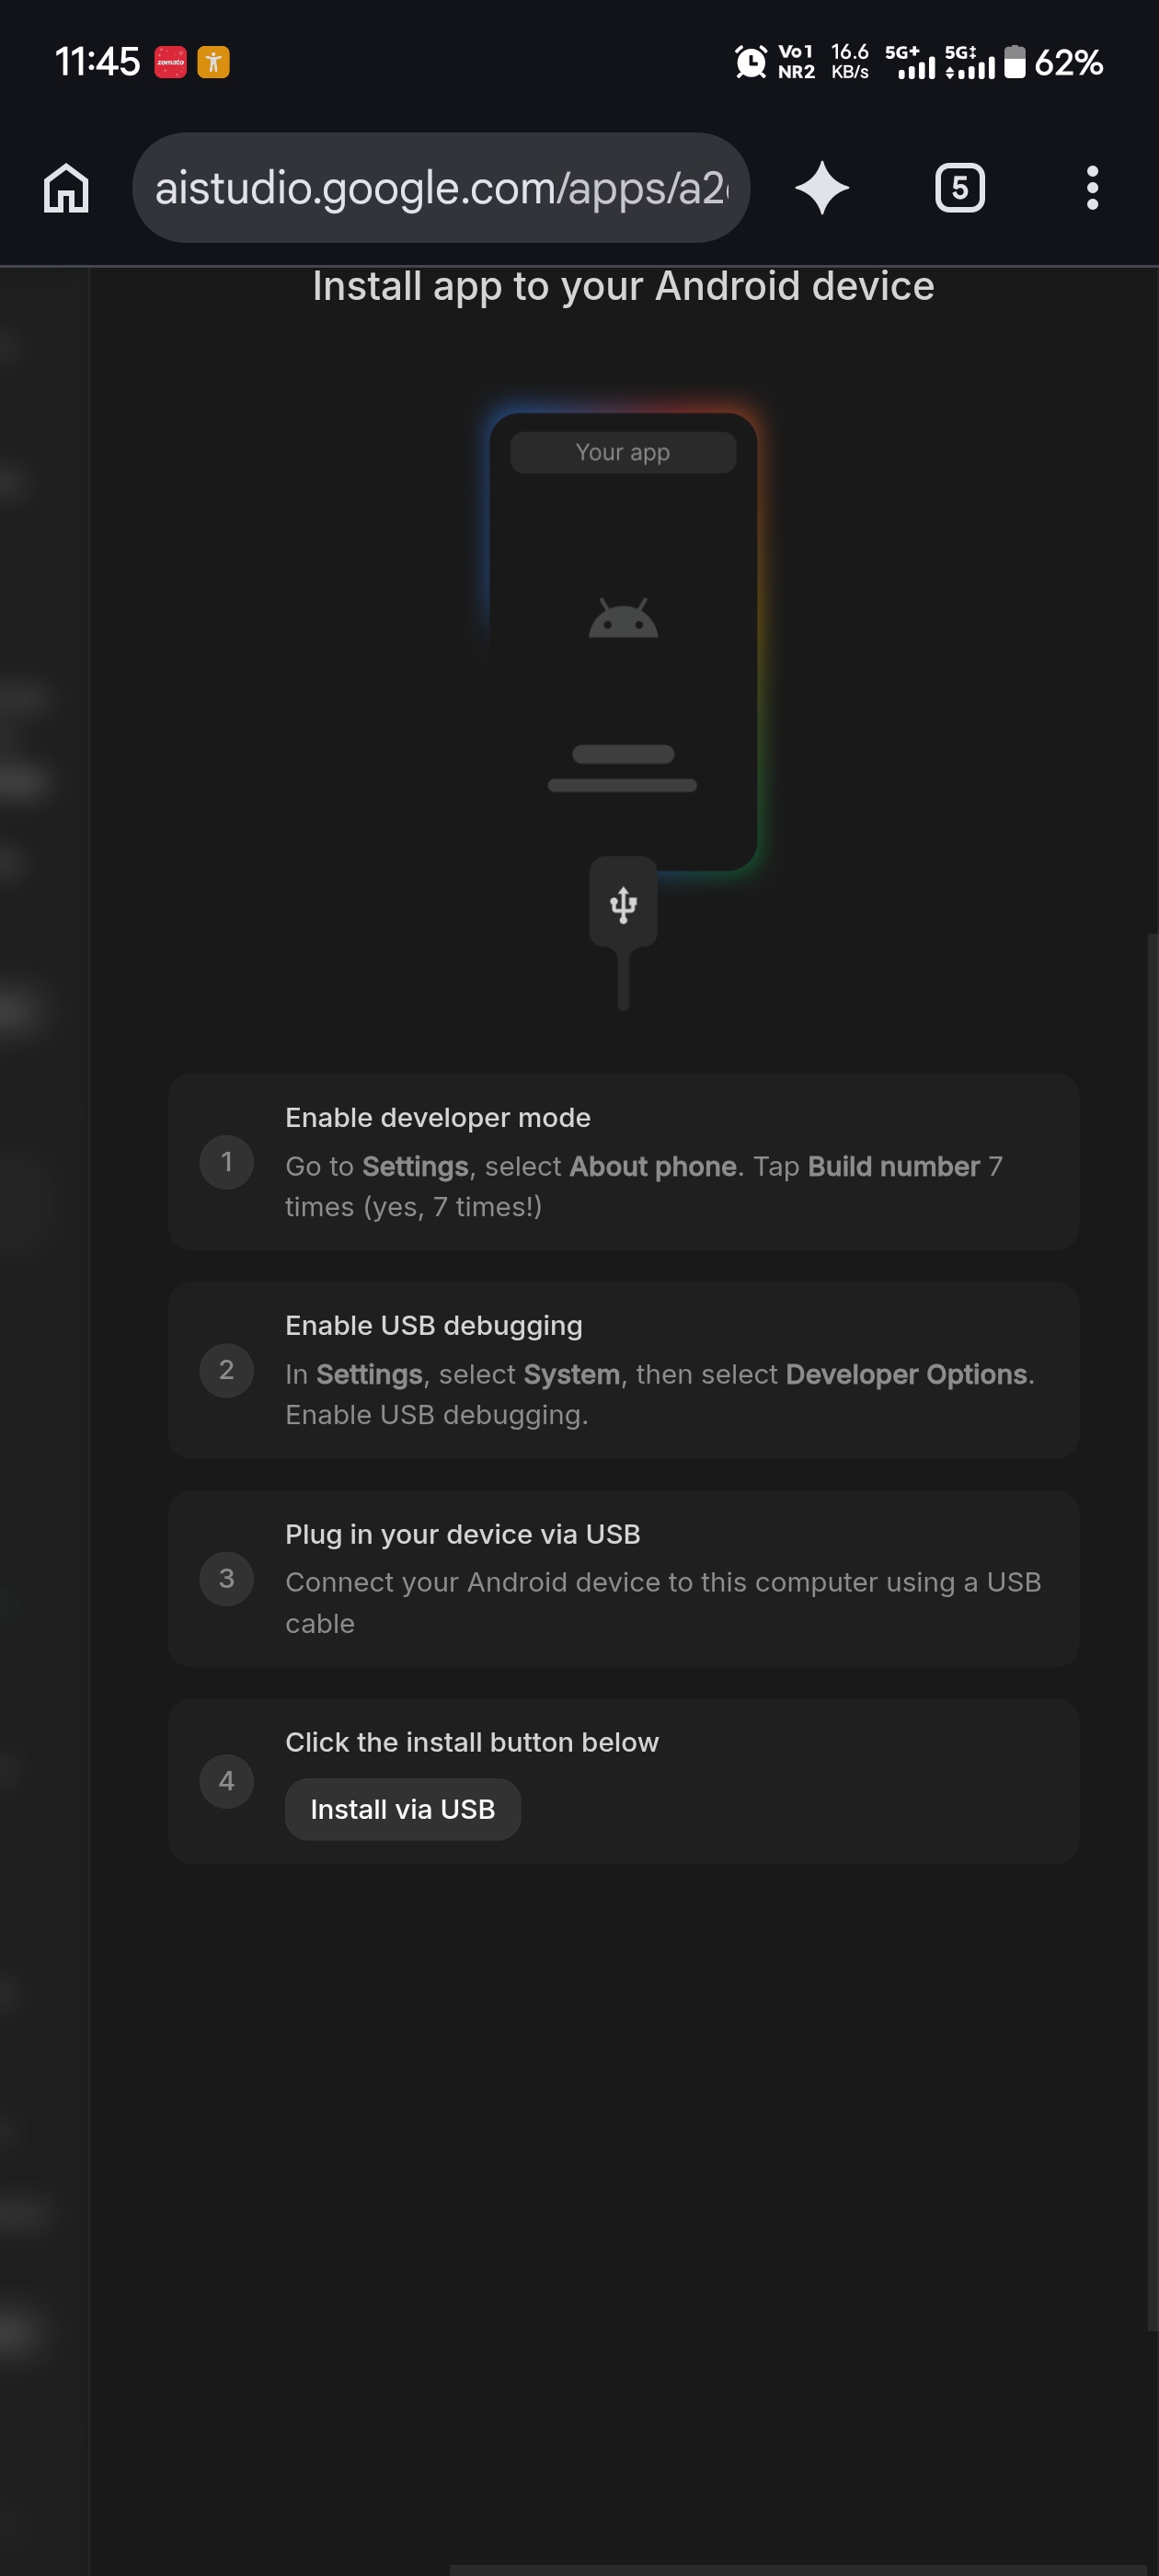 11:45
zomato
Vo1
NR2
16.6
KB/s
5G+
5G
62%
aistudio.google.com/apps/a2
5
Install app to your Android device
Your app
1
Enable developer mode
Go to Settings, select About phone. Tap Build number 7
times (yes, 7 times!)
2
Enable USB debugging
In Settings, select System, then select Developer Options.
Enable USB debugging.
3
Plug in your device via USB
Connect your Android device to this computer using a USB
cable
4
Click the install button below
Install via USB